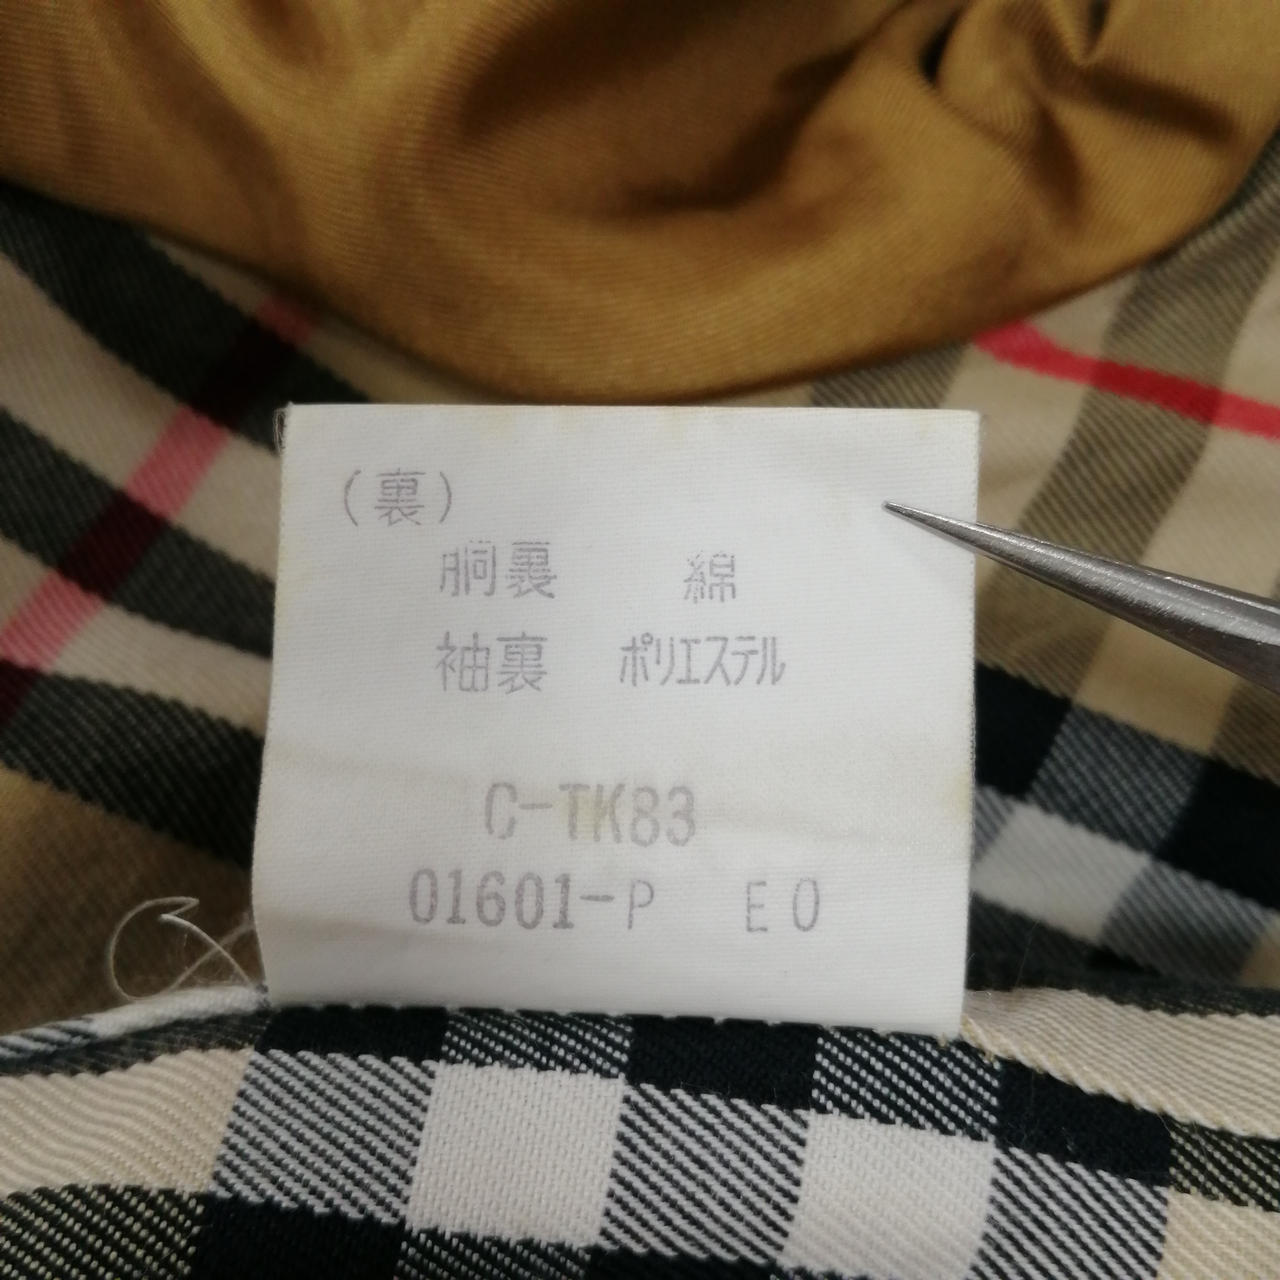 （裏）
胴裏 綿
袖裏 ポリエステル
C-TK83
01601-P E0